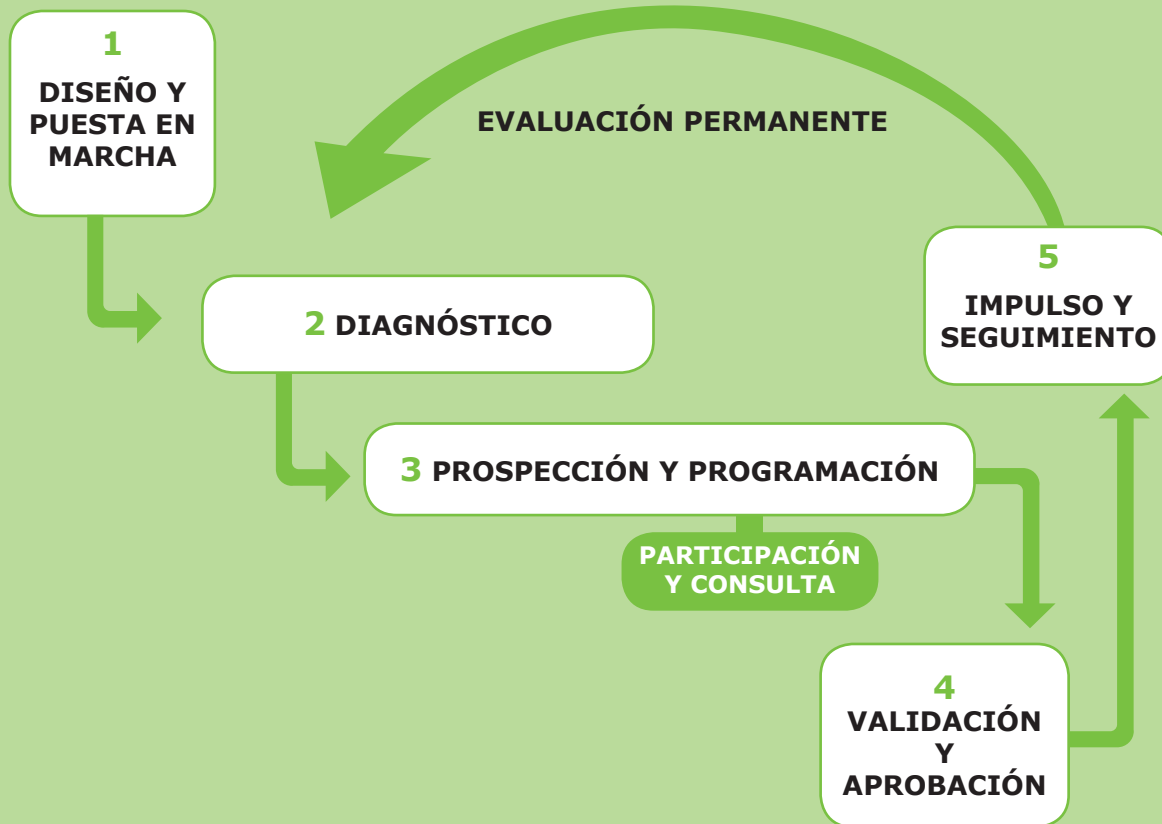 1
DISEÑO Y
PUESTA EN
MARCHA
EVALUACIÓN PERMANENTE
2 DIAGNÓSTICO
3 PROSPECCIÓN Y PROGRAMACIÓN
PARTICIPACIÓN
Y CONSULTA
4
VALIDACIÓN
Y
APROBACIÓN
5
IMPULSO Y
SEGUIMIENTO